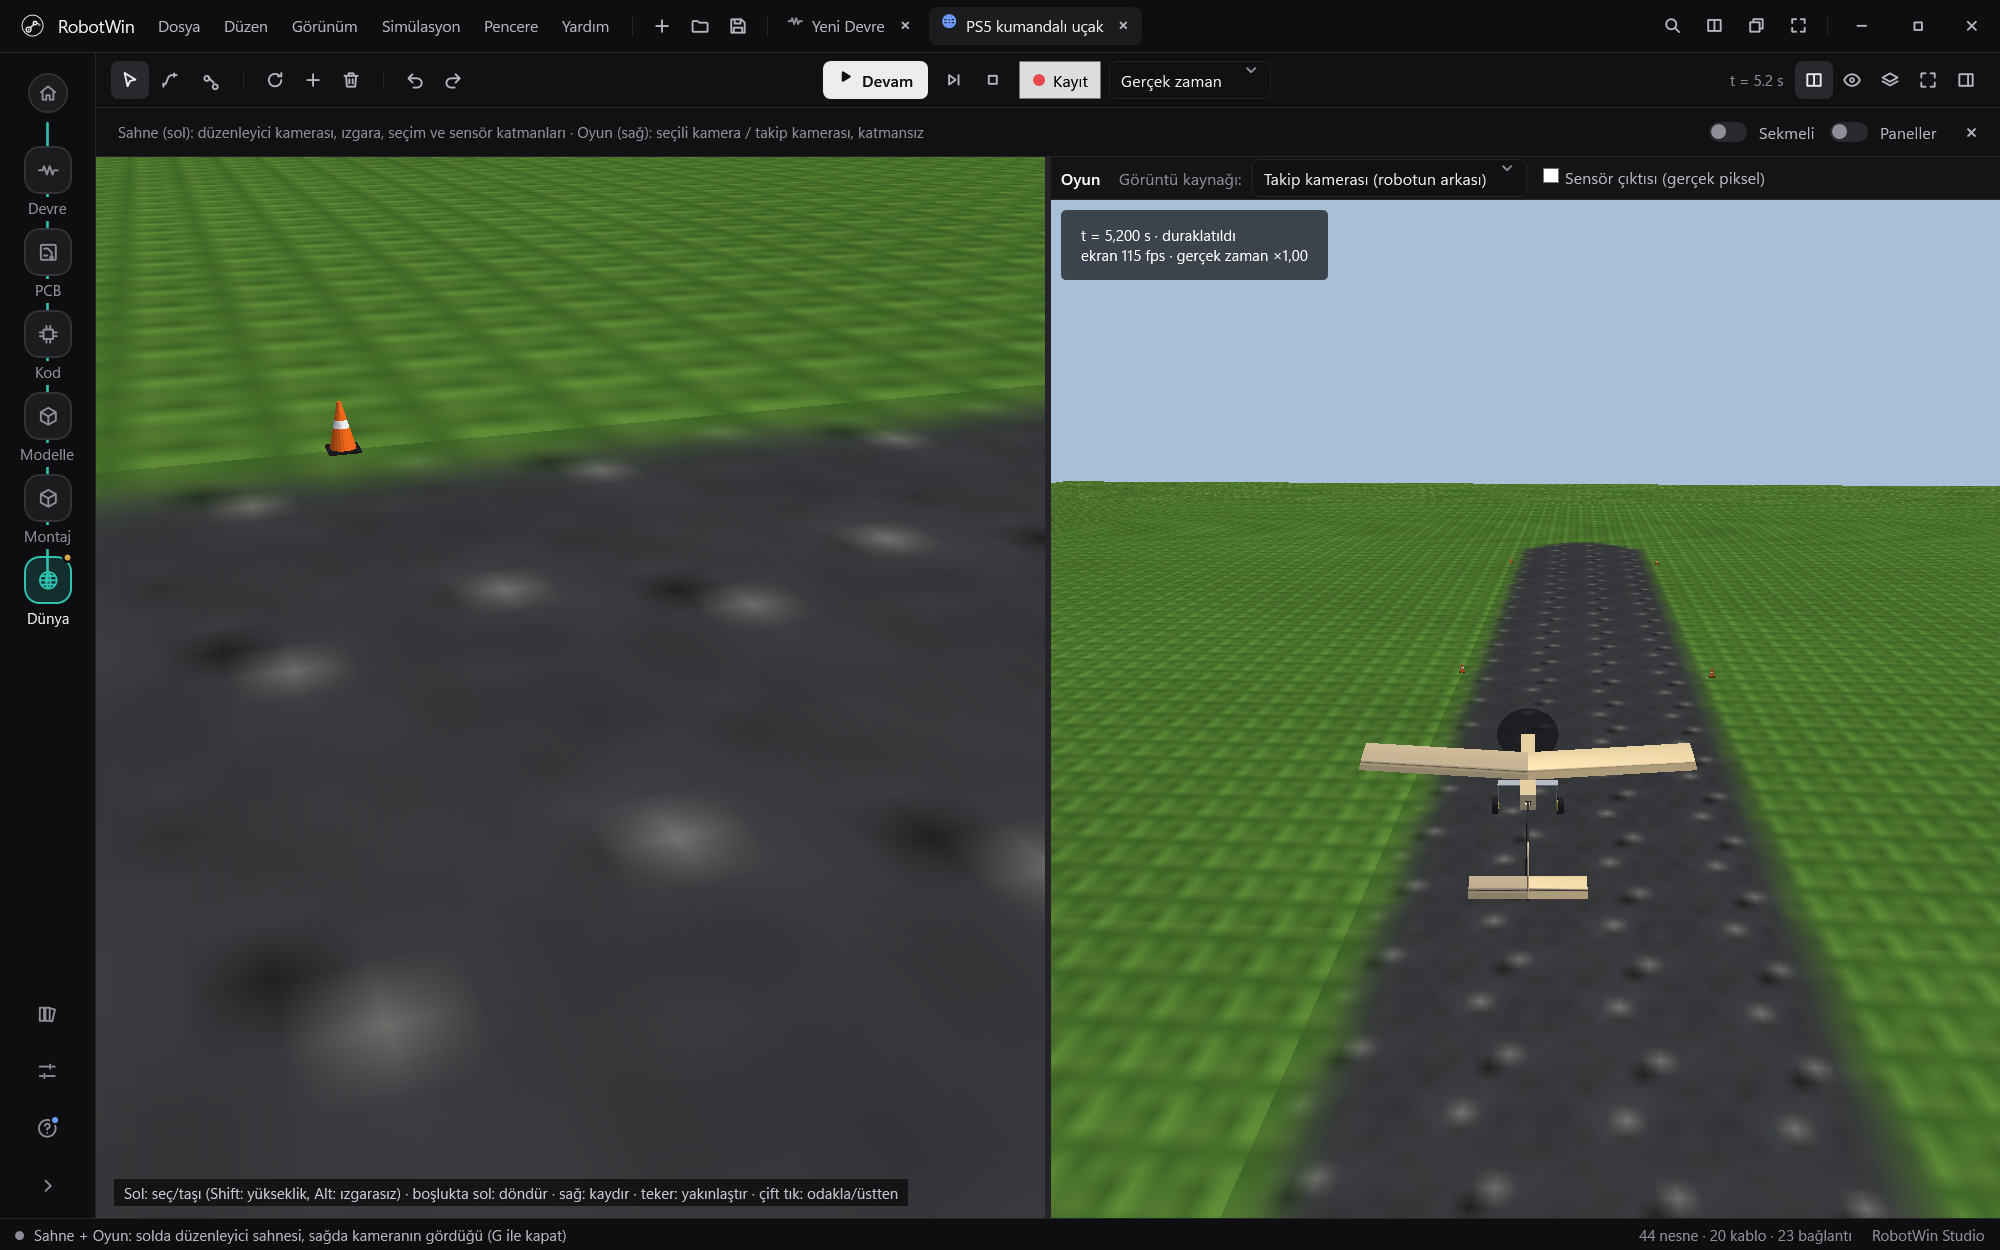 RobotWin Dosya Düzen Görünüm Simülasyon Pencere Yardım Yeni Devre PS5 kumandalı uçak
Devam Kayıt Gerçek zaman t = 5.2 s
Sahne (sol): düzenleyici kamerası, ızgara, seçim ve sensör katmanları · Oyun (sağ): seçili kamera / takip kamerası, katmansız Sekmeli Paneller
Oyun Görüntü kaynağı: Takip kamerası (robotun arkası) Sensör çıktısı (gerçek piksel)
t = 5,200 s · duraklatıldı
ekran 115 fps · gerçek zaman ×1,00
Devre
PCB
Kod
Modelle
Montaj
Dünya
Sol: seç/taşı (Shift: yükseklik, Alt: ızgarasız) · boşlukta sol: döndür · sağ: kaydır · teker: yakınlaştır · çift tık: odakla/üstten
Sahne + Oyun: solda düzenleyici sahnesi, sağda kameranın gördüğü (G ile kapat) 44 nesne · 20 kablo · 23 bağlantı RobotWin Studio